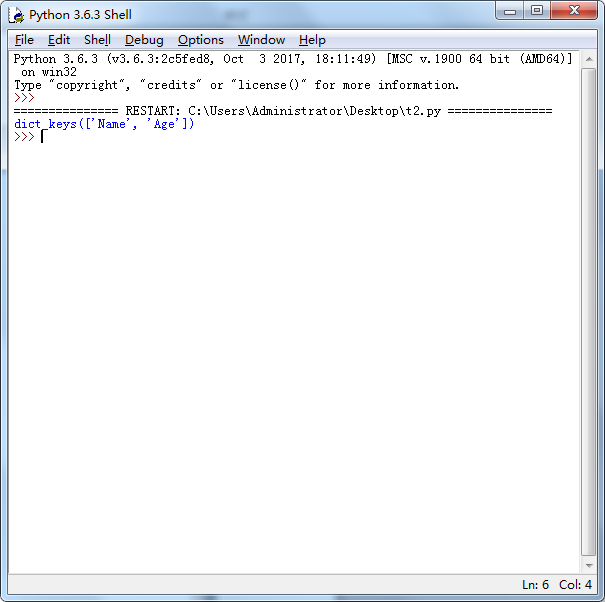 Python 3.6.3 Shell
File Edit Shell Debug Options Window Help
Python 3.6.3 (v3.6.3:2c5fed8, Oct  3 2017, 18:11:49) [MSC v.1900 64 bit (AMD64)]
 on win32
Type "copyright", "credits" or "license()" for more information.
>>>
=============== RESTART: C:\Users\Administrator\Desktop\t2.py ===============
dict_keys(['Name', 'Age'])
>>>
Ln: 6 Col: 4